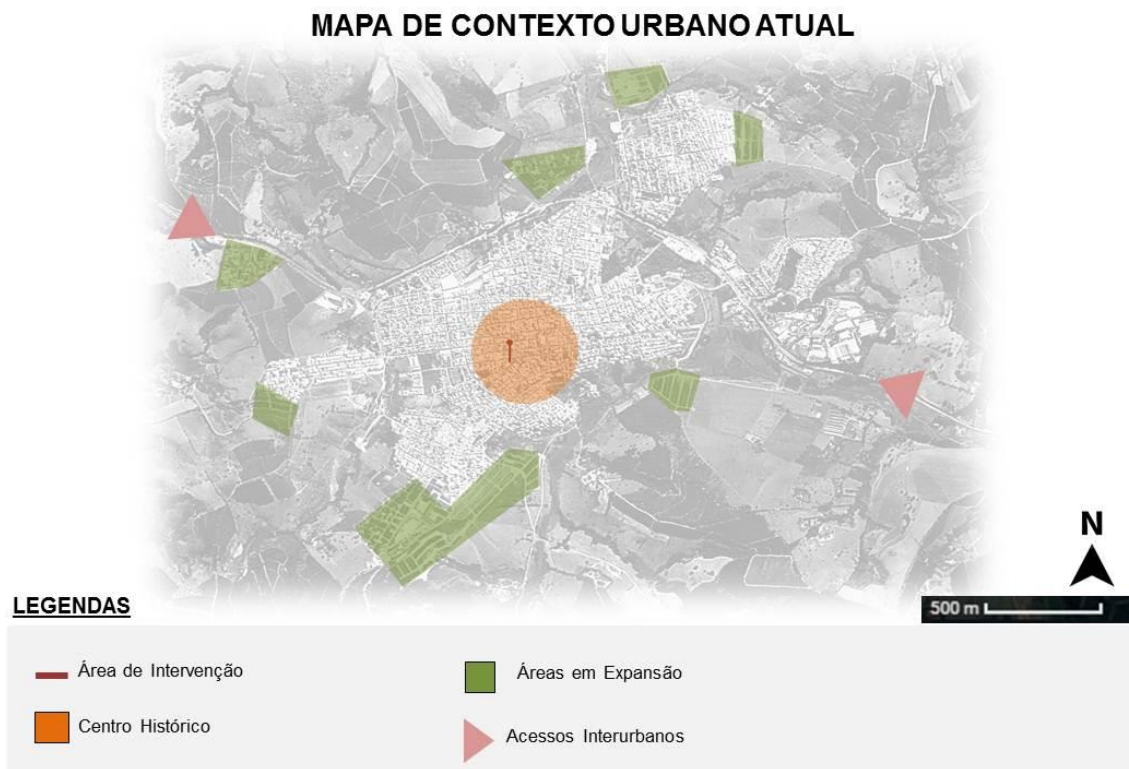 MAPA DE CONTEXTO URBANO ATUAL
N
500 m
LEGENDAS
Área de Intervenção
Áreas em Expansão
Centro Histórico
Acessos Interurbanos